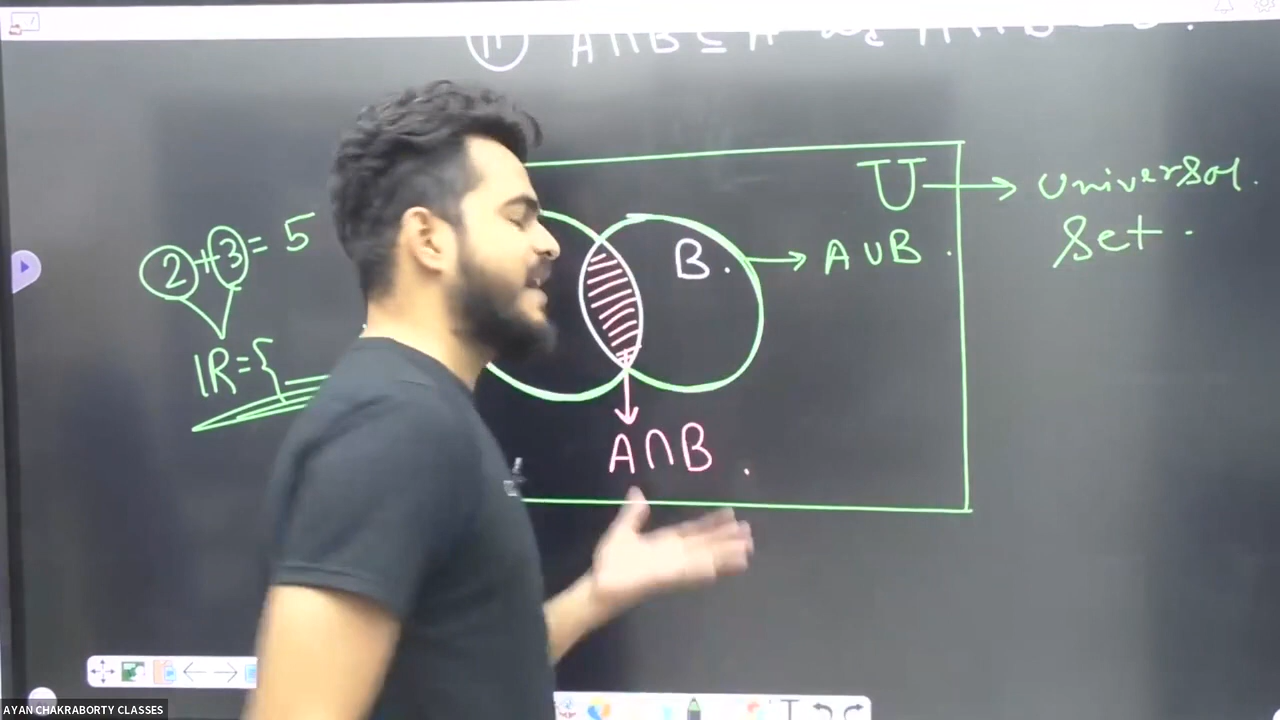 A∩B ⊆ A
U → Universal
Set.
2+3=5
B.
→ A∪B.
IR={
A∩B.
AYAN CHAKRABORTY CLASSES